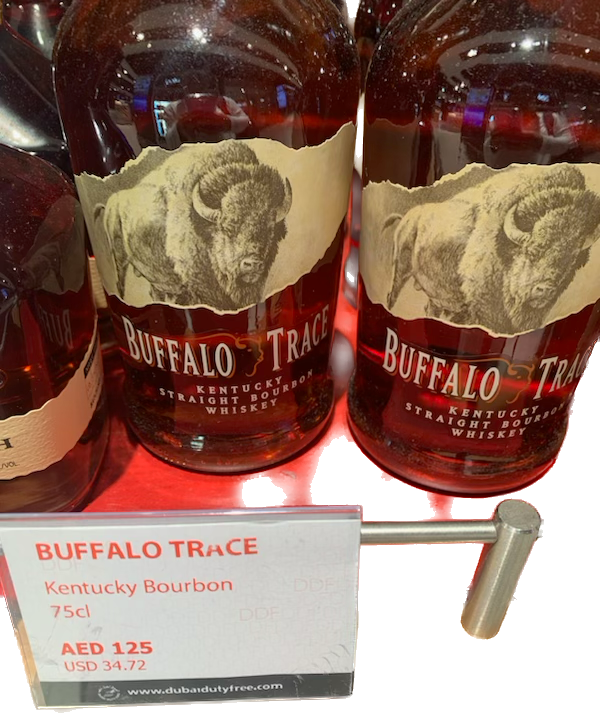 BUFFALO TRACE
KENTUCKY
STRAIGHT BOURBON
WHISKEY
BUFFALO TRA
KENTUCKY
STRAIGHT BOURBON
WHISKEY
BUFFALO TRACE
Kentucky Bourbon
75cl
AED 125
USD 34.72
www.dubaidutyfree.com